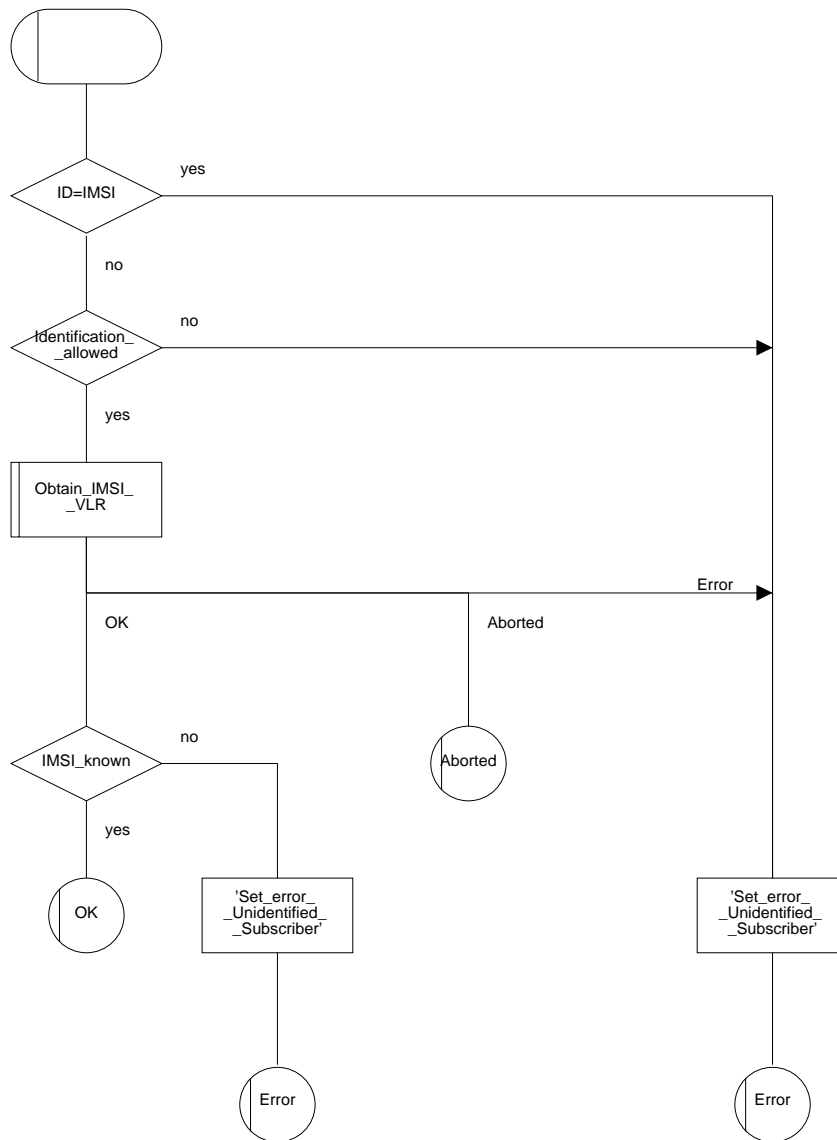 yes
ID=IMSI
no
Identification_
_allowed
no
yes
Obtain_IMSI_
_VLR
Error
OK
Aborted
IMSI_known
no
Aborted
yes
OK
'Set_error_
_Unidentified_
_Subscriber'
'Set_error_
_Unidentified_
_Subscriber'
Error
Error